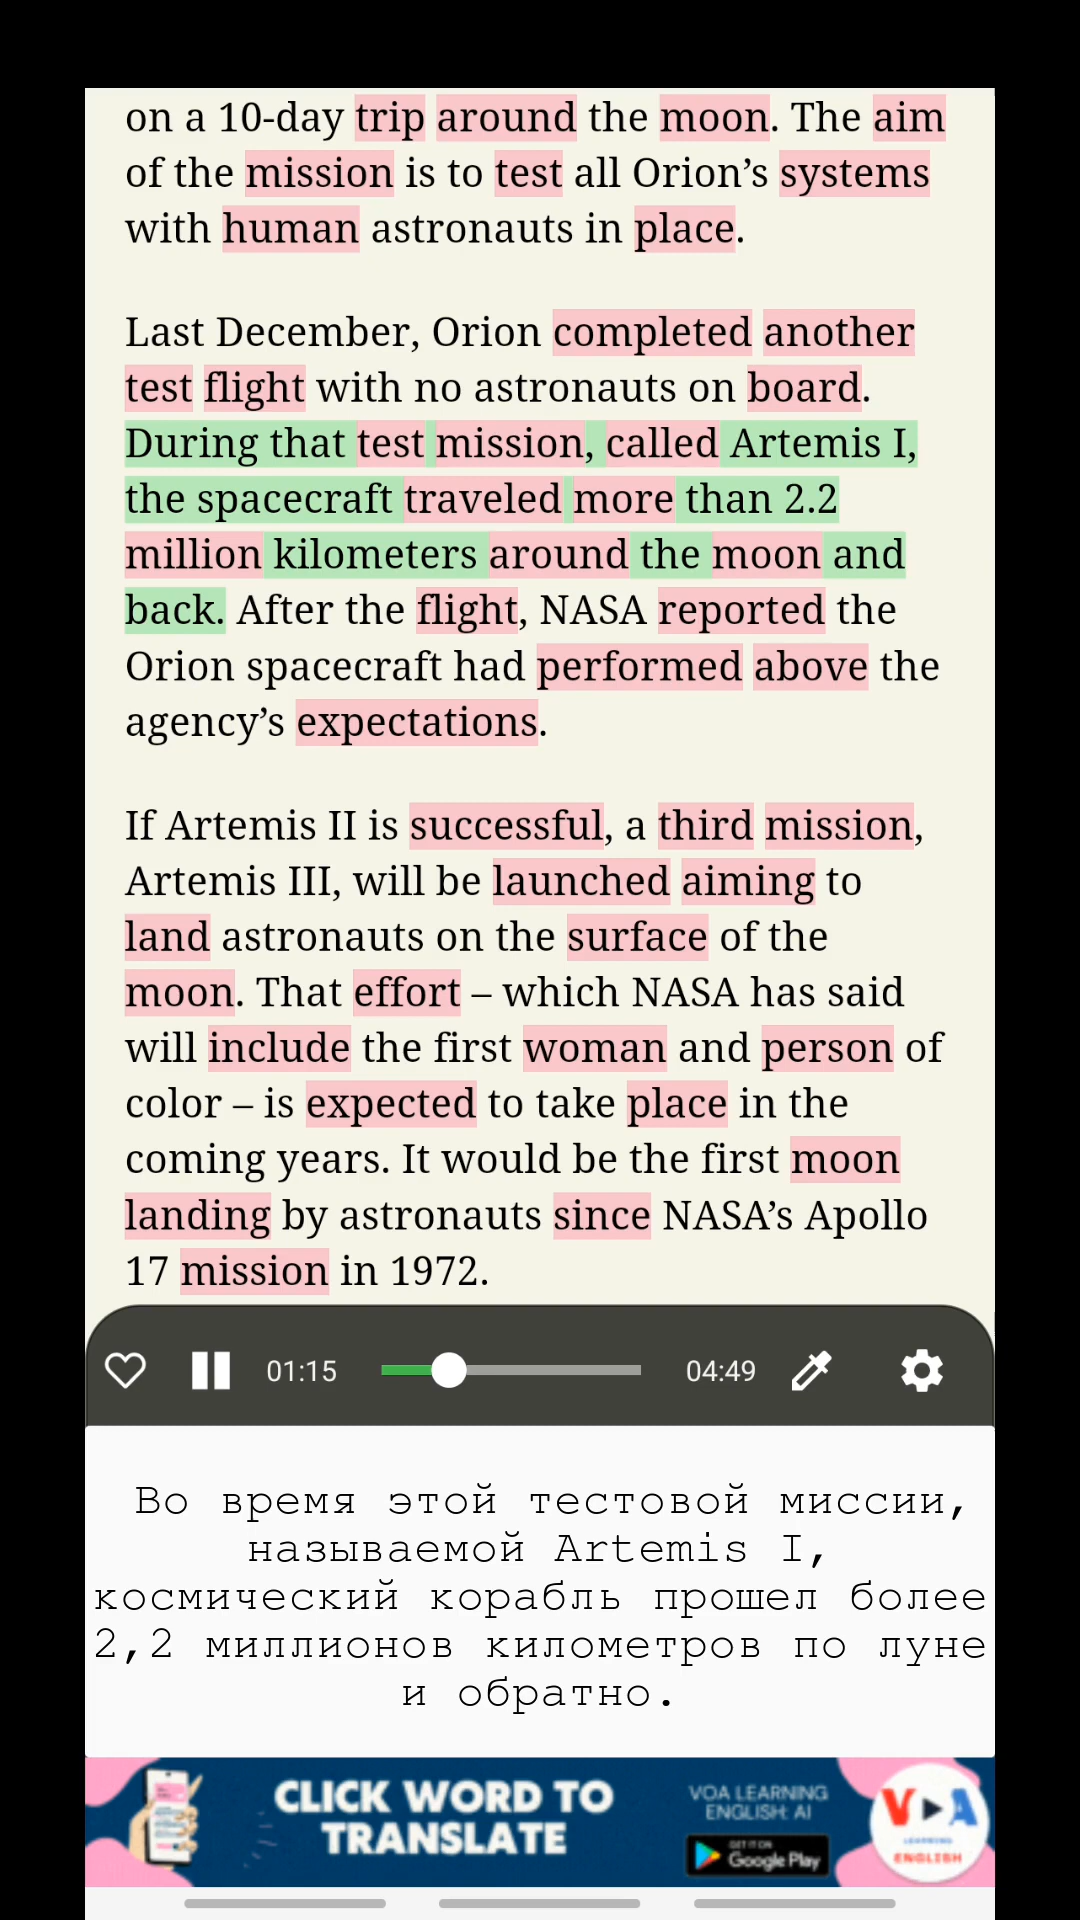 on a 10-day trip around the moon. The aim
of the mission is to test all Orion’s systems
with human astronauts in place.
Last December, Orion completed another
test flight with no astronauts on board.
During that test mission, called Artemis I,
the spacecraft traveled more than 2.2
million kilometers around the moon and
back. After the flight, NASA reported the
Orion spacecraft had performed above the
agency’s expectations.
If Artemis II is successful, a third mission,
Artemis III, will be launched aiming to
land astronauts on the surface of the
moon. That effort – which NASA has said
will include the first woman and person of
color – is expected to take place in the
coming years. It would be the first moon
landing by astronauts since NASA’s Apollo
17 mission in 1972.
01:15 04:49
Во время этой тестовой миссии,
называемой Artemis I,
космический корабль прошел более
2,2 миллионов километров по луне
и обратно.
CLICK WORD TO
TRANSLATE
VOA LEARNING
ENGLISH: AI
GET IT ON
Google Play
VOA
LEARNING
ENGLISH